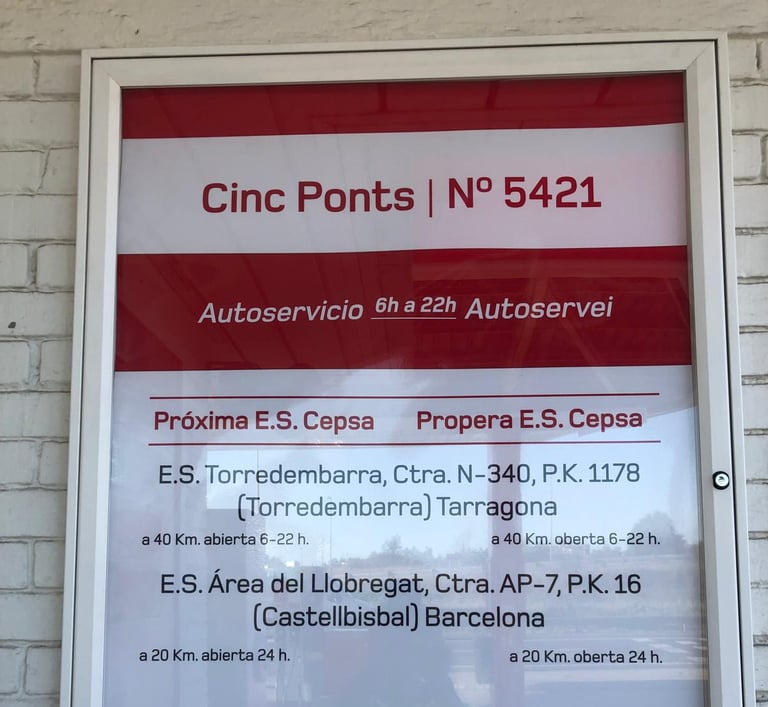 Cinc Ponts | Nº 5421
Autoservicio 6h a 22h Autoservei
Próxima E.S. Cepsa Propera E.S. Cepsa
E.S. Torredembarra, Ctra. N-340, P.K. 1178
(Torredembarra) Tarragona
a 40 Km. abierta 6-22 h. a 40 Km. oberta 6-22 h.
E.S. Área del Llobregat, Ctra. AP-7, P.K. 16
(Castellbisbal) Barcelona
a 20 Km. abierta 24 h. a 20 Km. oberta 24 h.